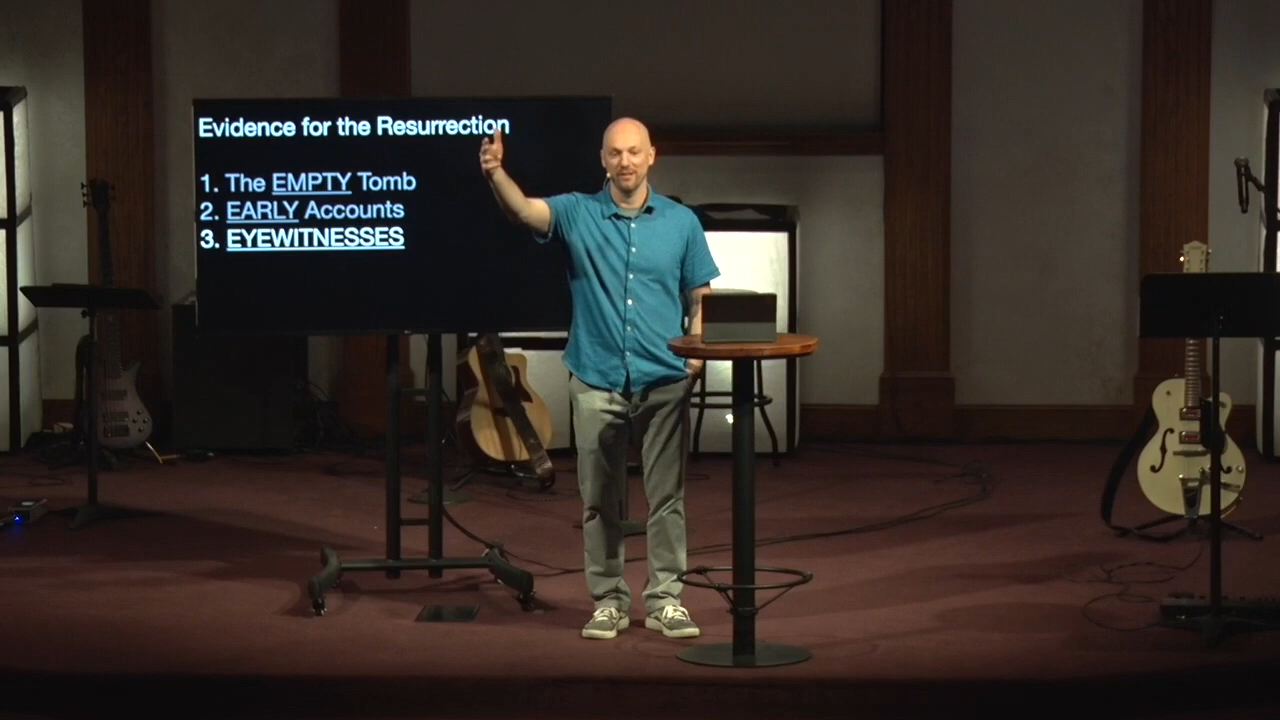 Evidence for the Resurrection
1. The EMPTY Tomb
2. EARLY Accounts
3. EYEWITNESSES